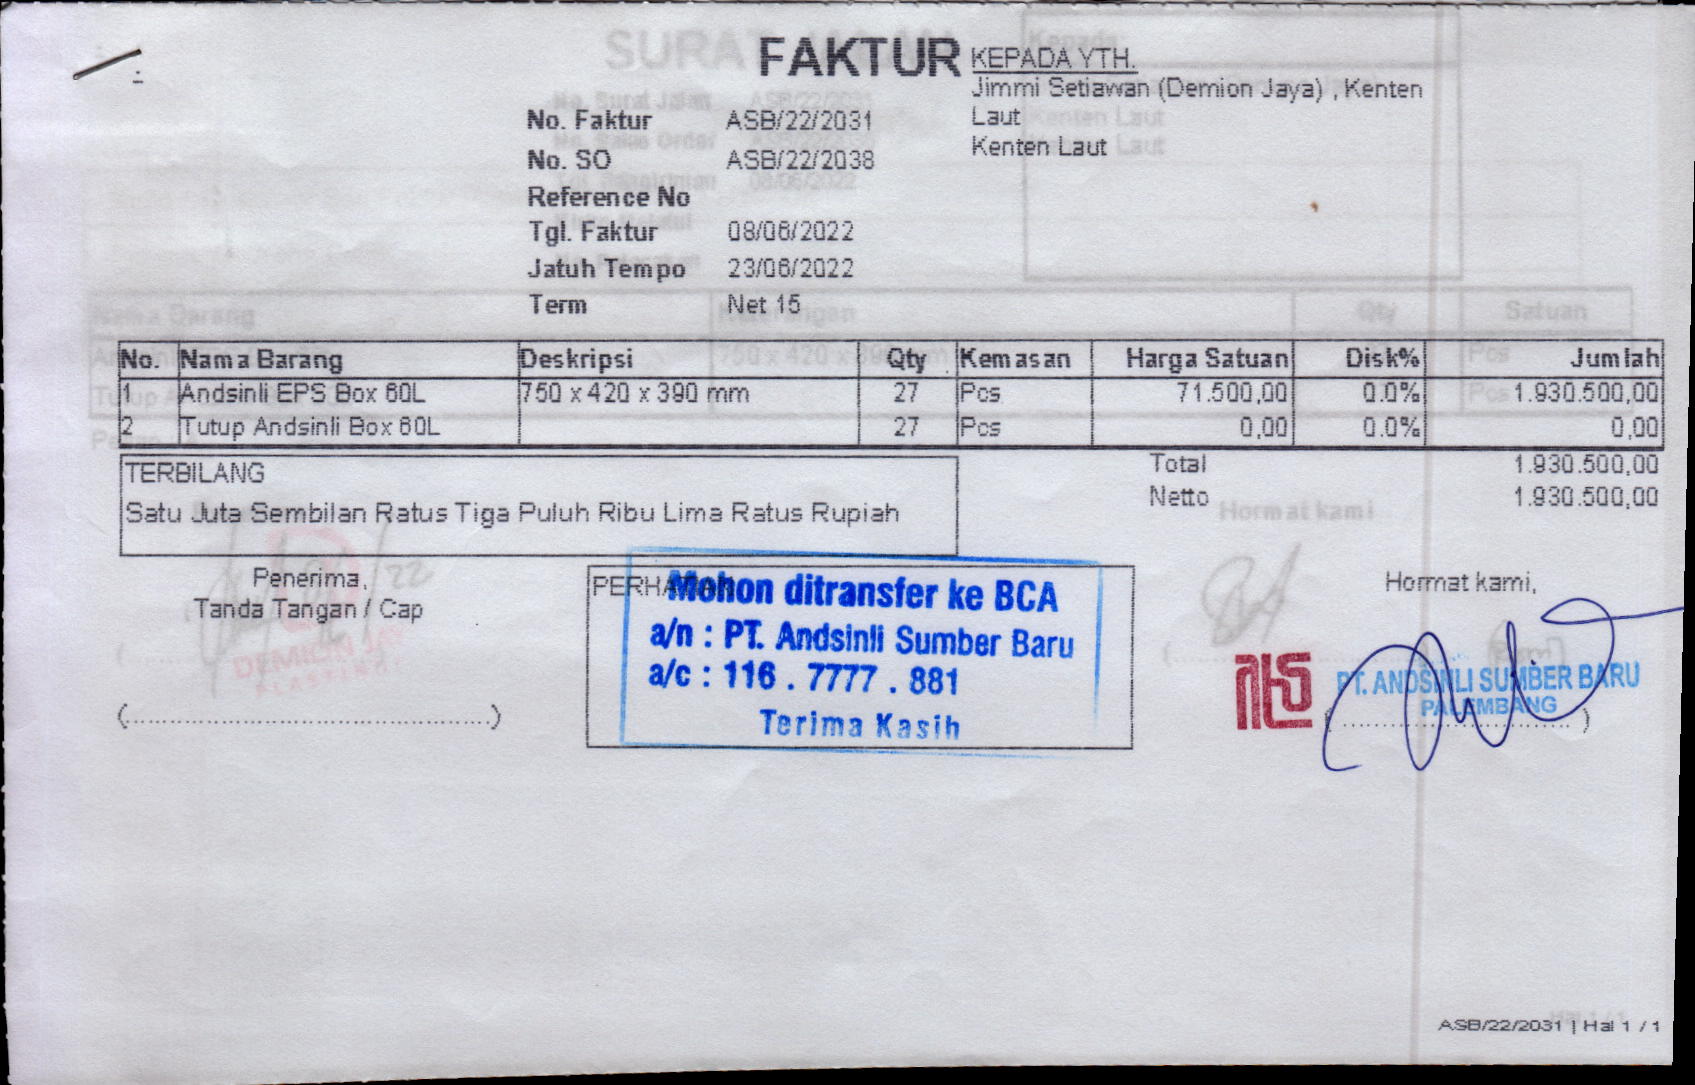 FAKTUR
KEPADA YTH.
Jimmi Setiawan (Demion Jaya) , Kenten
Laut
Kenten Laut
No. Faktur ASB/22/2031
No. SO ASB/22/2038
Reference No
Tgl. Faktur 08/06/2022
Jatuh Tempo 23/06/2022
Term Net 15
No. Nama Barang Deskripsi Qty Kemasan Harga Satuan Disk% Jumlah
1 Andsinli EPS Box 60L 750 x 420 x 390 mm 27 Pcs 71.500,00 0.0% 1.930.500,00
2 Tutup Andsinli Box 60L 27 Pcs 0,00 0.0% 0,00
Total 1.930.500,00
Netto 1.930.500,00
TERBILANG
Satu Juta Sembilan Ratus Tiga Puluh Ribu Lima Ratus Rupiah
Penerima,
Tanda Tangan / Cap
(........................................)
PERHATIAN
Mohon ditransfer ke BCA
a/n : PT. Andsinli Sumber Baru
a/c : 116 . 7777 . 881
Terima Kasih
Hormat kami,
PT. ANDSINLI SUMBER BARU
PALEMBANG
(........................................)
ASB/22/2031 | Hal 1 / 1